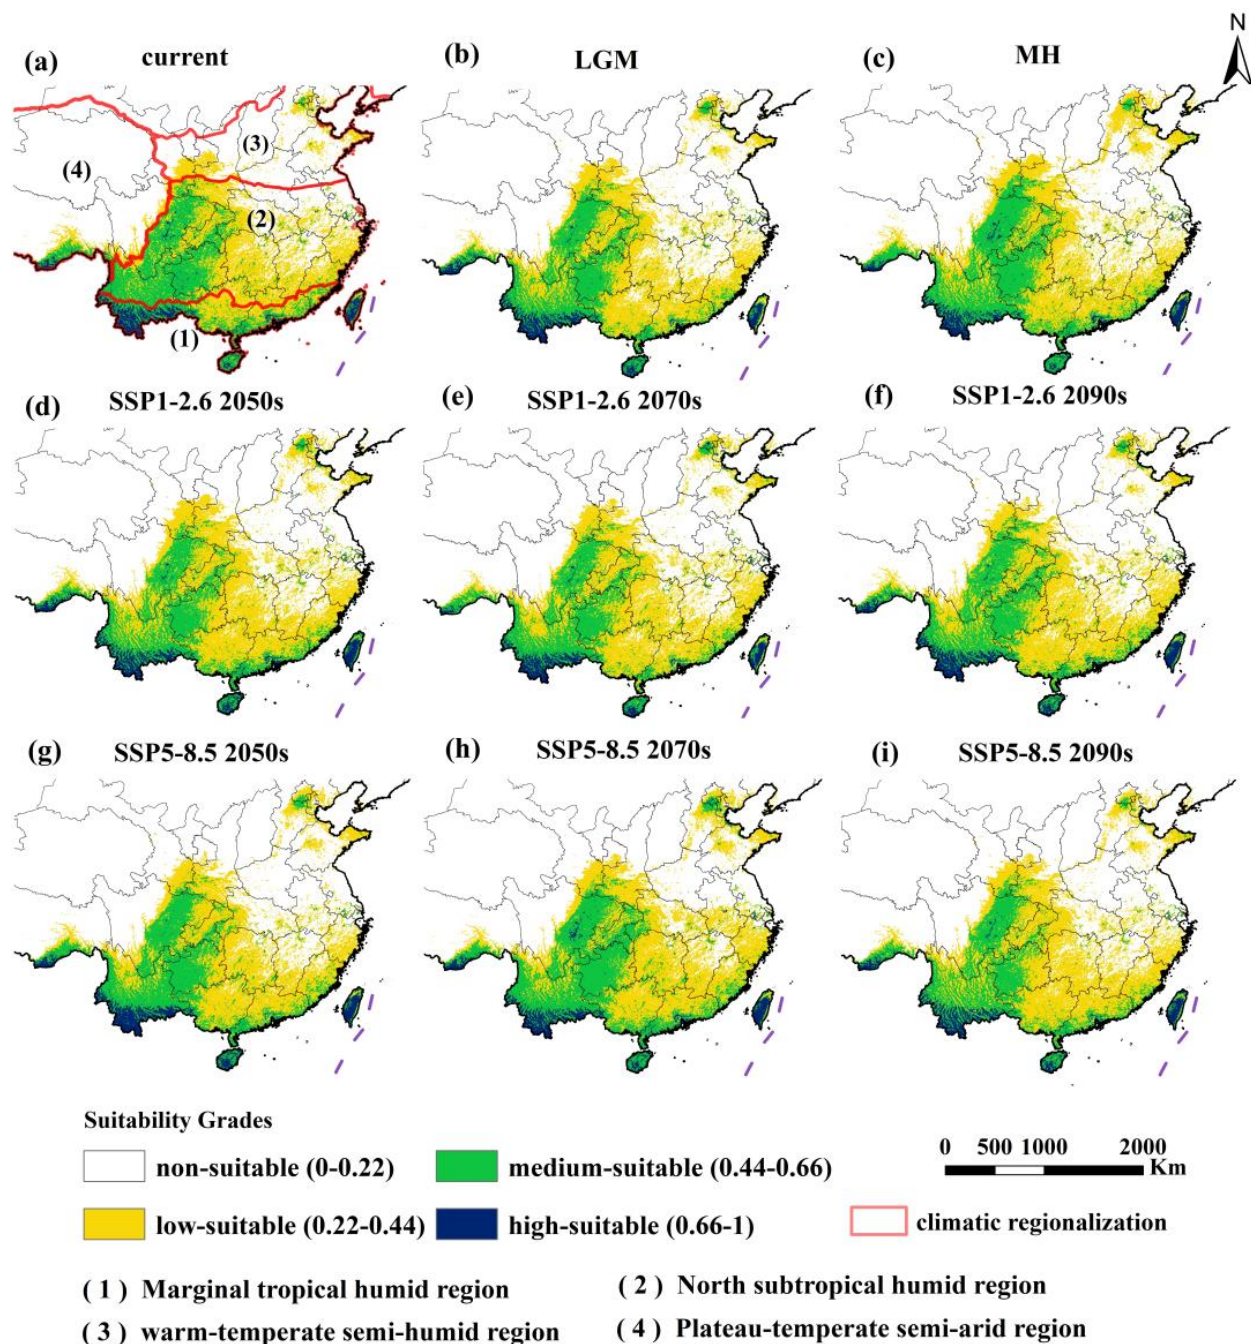 N
(a) current
(b) LGM
(c) MH
(3)
(4)
(2)
(1)
(d) SSP1-2.6 2050s
(e) SSP1-2.6 2070s
(f) SSP1-2.6 2090s
(g) SSP5-8.5 2050s
(h) SSP5-8.5 2070s
(i) SSP5-8.5 2090s
Suitability Grades
non-suitable (0-0.22)
medium-suitable (0.44-0.66)
0 500 1000 2000
Km
low-suitable (0.22-0.44)
high-suitable (0.66-1)
climatic regionalization
( 1 ) Marginal tropical humid region
( 2 ) North subtropical humid region
( 3 ) warm-temperate semi-humid region
( 4 ) Plateau-temperate semi-arid region